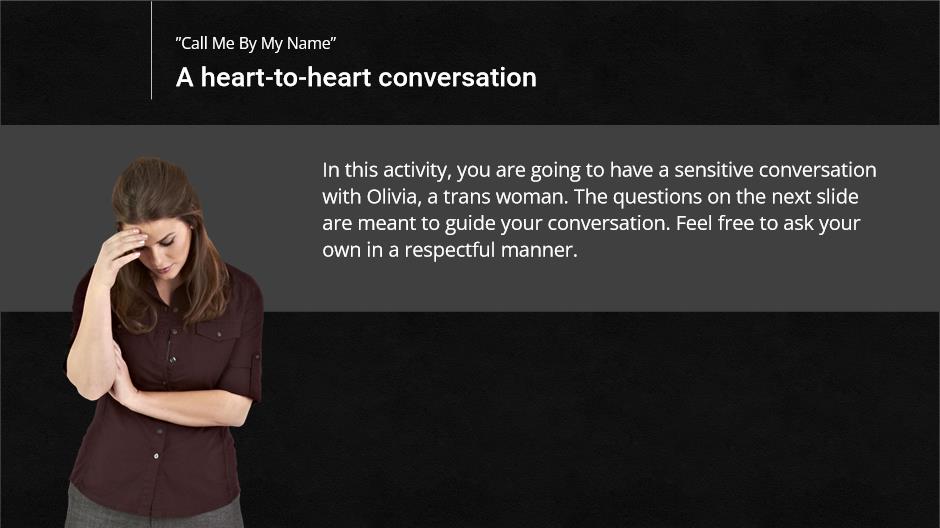 ”Call Me By My Name”
A heart-to-heart conversation
In this activity, you are going to have a sensitive conversation
with Olivia, a trans woman. The questions on the next slide
are meant to guide your conversation. Feel free to ask your
own in a respectful manner.